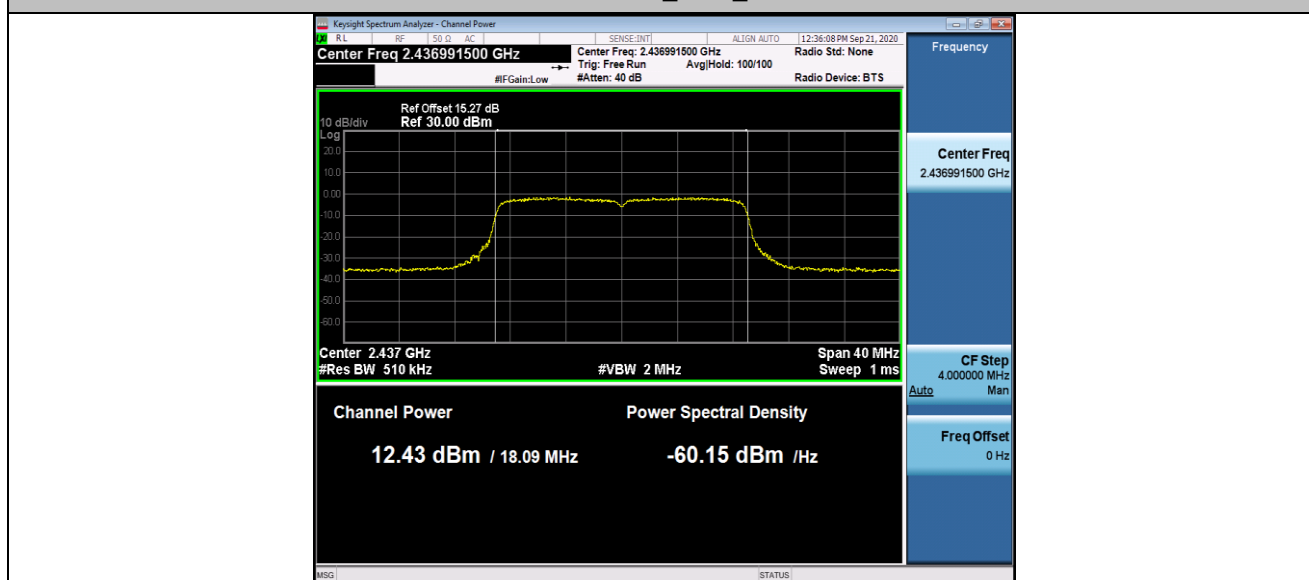 Keysight Spectrum Analyzer - Channel Power
RL RF 50 Ω AC SENSE:INT ALIGN AUTO 12:36:08 PM Sep 21, 2020
Center Freq 2.436991500 GHz
Center Freq: 2.436991500 GHz
Radio Std: None
Trig: Free Run
Avg|Hold: 100/100
#IFGain:Low
#Atten: 40 dB
Radio Device: BTS
Ref Offset 15.27 dB
10 dB/div
Ref 30.00 dBm
Log
20.0
10.0
0.00
-10.0
-20.0
-30.0
-40.0
-50.0
-60.0
Center 2.437 GHz
Span 40 MHz
#Res BW 510 kHz
#VBW 2 MHz
Sweep 1 ms
Channel Power
Power Spectral Density
12.43 dBm / 18.09 MHz
-60.15 dBm /Hz
MSG
STATUS
Frequency
Center Freq
2.436991500 GHz
CF Step
4.000000 MHz
Auto Man
Freq Offset
0 Hz